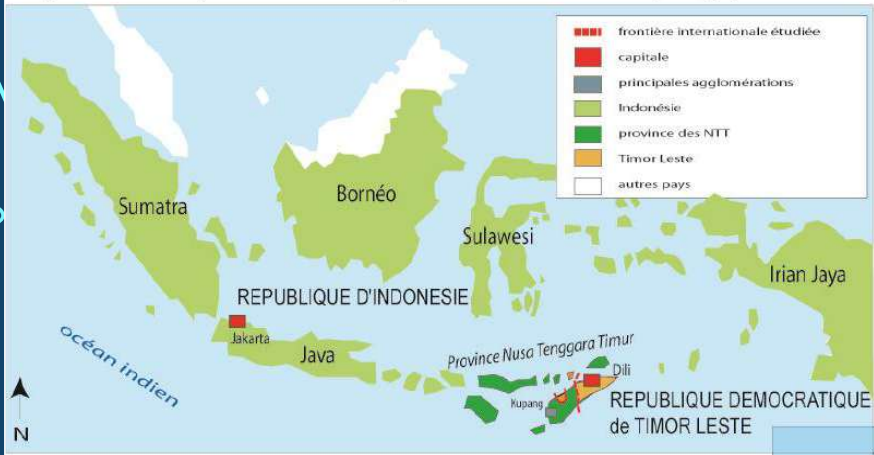 frontière internationale étudiée
capitale
principales agglomérations
Indonésie
province des NTT
Timor Leste
autres pays
Sumatra
Bornéo
Sulawesi
Irian Jaya
REPUBLIQUE D'INDONESIE
Jakarta
Java
océan indien
Province Nusa Tenggara Timur
Dili
Kupang
REPUBLIQUE DEMOCRATIQUE
de TIMOR LESTE
N